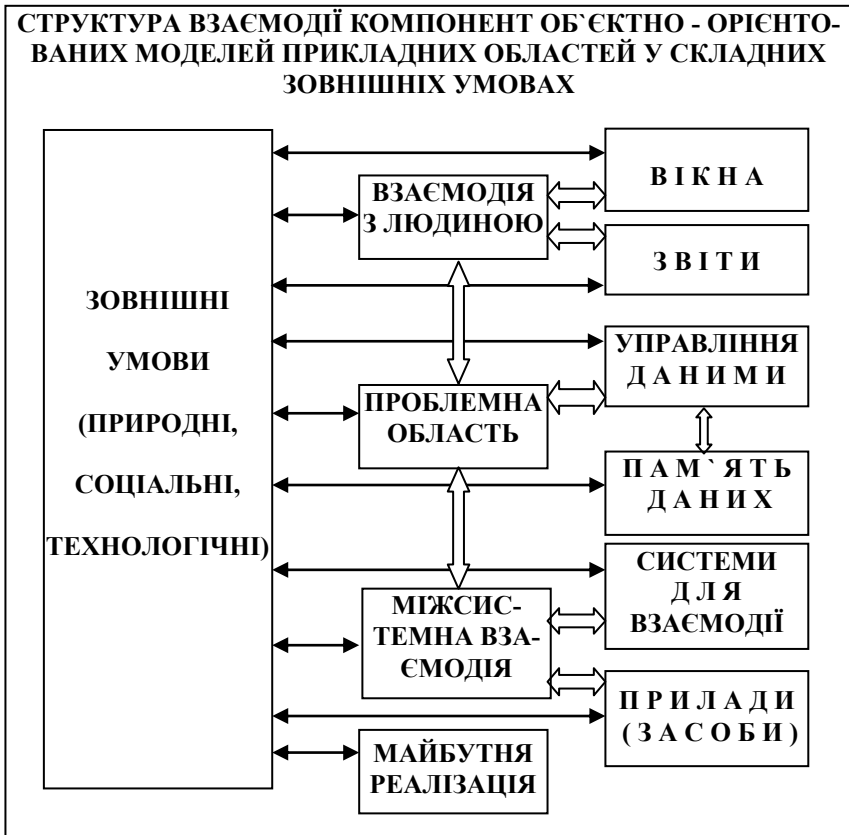 СТРУКТУРА ВЗАЄМОДІЇ КОМПОНЕНТ ОБ`ЄКТНО - ОРІЄНТО-
ВАНИХ МОДЕЛЕЙ ПРИКЛАДНИХ ОБЛАСТЕЙ У СКЛАДНИХ
ЗОВНІШНІХ УМОВАХ
ЗОВНІШНІ
УМОВИ
(ПРИРОДНІ,
СОЦІАЛЬНІ,
ТЕХНОЛОГІЧНІ)
ВЗАЄМОДІЯ
З ЛЮДИНОЮ
ПРОБЛЕМНА
ОБЛАСТЬ
МІЖСИС-
ТЕМНА ВЗА-
ЄМОДІЯ
МАЙБУТНЯ
РЕАЛІЗАЦІЯ
В І К Н А
З В І Т И
УПРАВЛІННЯ
Д А Н И М И
П А М ` Я Т Ь
Д А Н И Х
СИСТЕМИ
Д Л Я
ВЗАЄМОДІЇ
П Р И Л А Д И
( З А С О Б И )